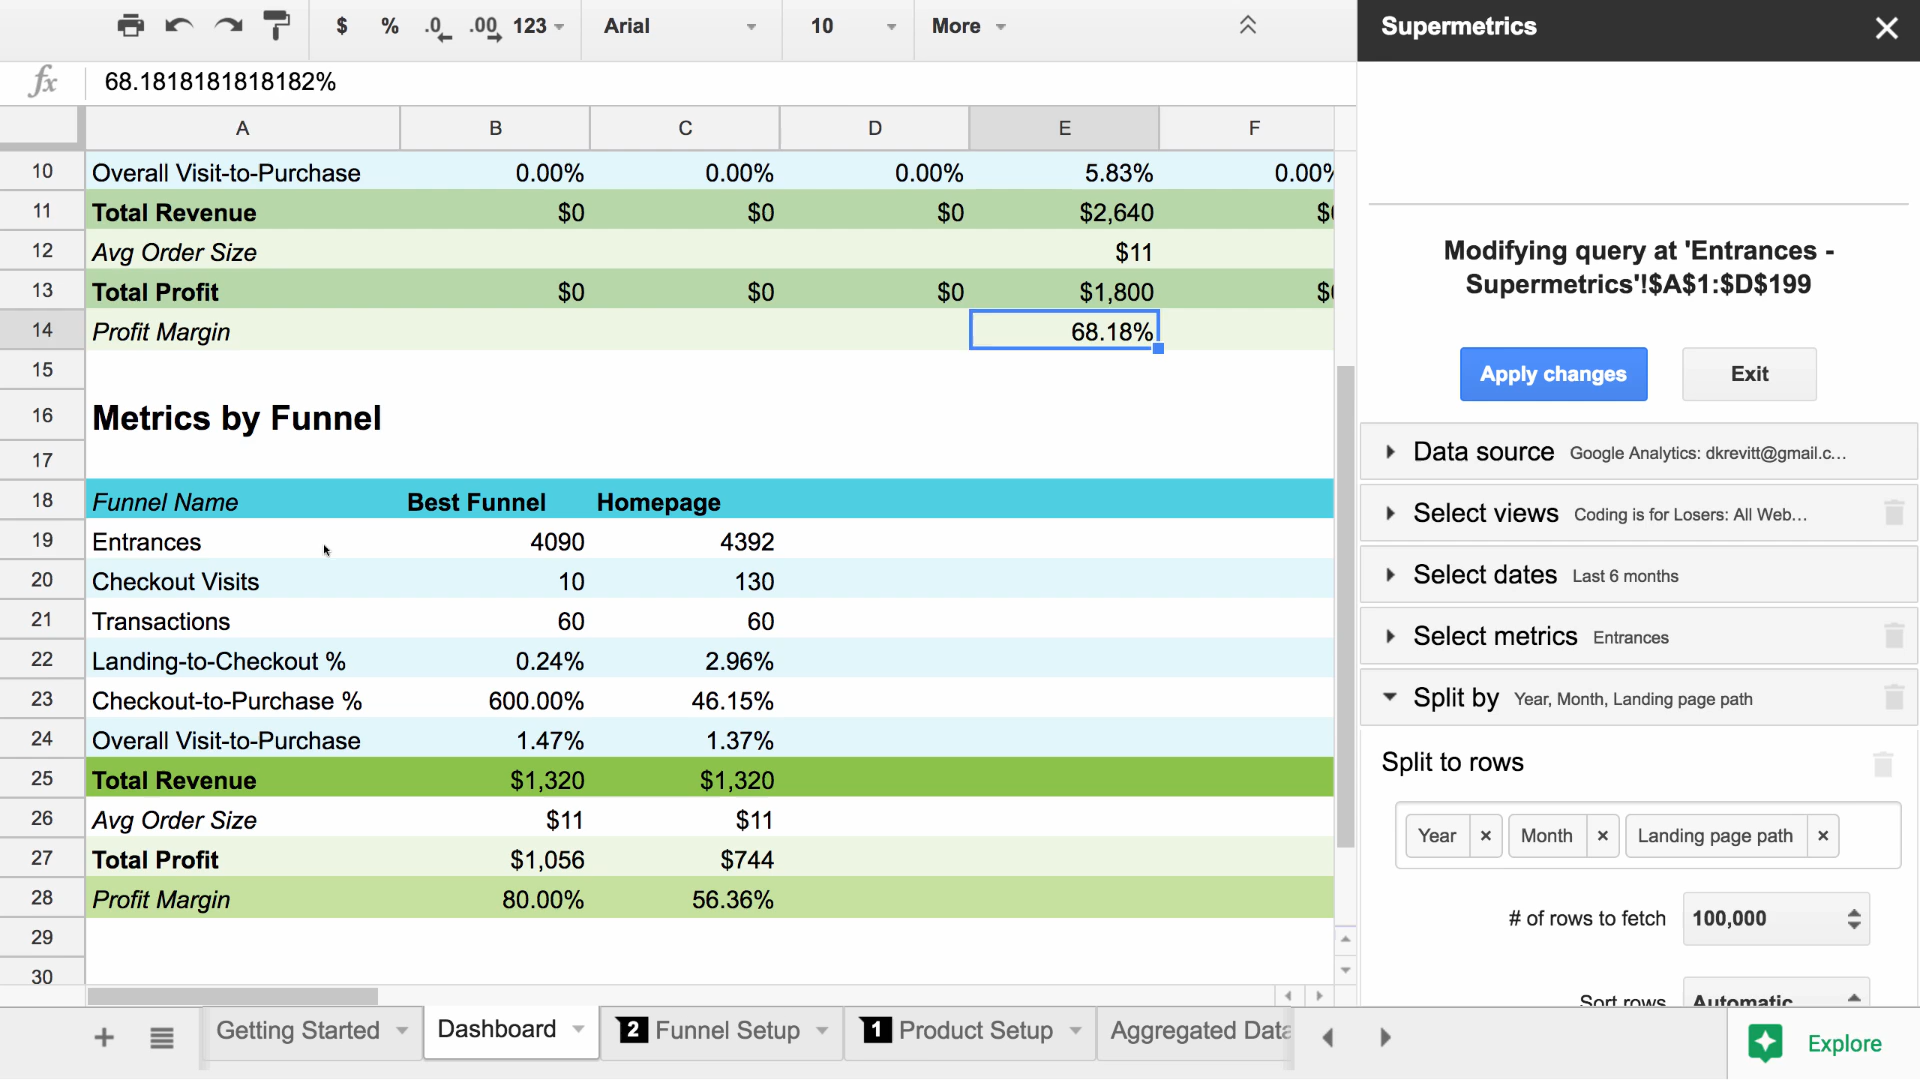 $ % .0 .00 123 Arial 10 More
fx 68.1818181818182%
A B C D E F
10 Overall Visit-to-Purchase 0.00% 0.00% 0.00% 5.83% 0.00%
11 Total Revenue $0 $0 $0 $2,640
12 Avg Order Size $11
13 Total Profit $0 $0 $0 $1,800
14 Profit Margin 68.18%
15
16 Metrics by Funnel
17
18 Funnel Name Best Funnel Homepage
19 Entrances 4090 4392
20 Checkout Visits 10 130
21 Transactions 60 60
22 Landing-to-Checkout % 0.24% 2.96%
23 Checkout-to-Purchase % 600.00% 46.15%
24 Overall Visit-to-Purchase 1.47% 1.37%
25 Total Revenue $1,320 $1,320
26 Avg Order Size $11 $11
27 Total Profit $1,056 $744
28 Profit Margin 80.00% 56.36%
29
30
Getting Started Dashboard 2 Funnel Setup 1 Product Setup Aggregated Data
Supermetrics
Modifying query at 'Entrances -
Supermetrics'!$A$1:$D$199
Apply changes Exit
Data source Google Analytics: dkrevitt@gmail.c...
Select views Coding is for Losers: All Web...
Select dates Last 6 months
Select metrics Entrances
Split by Year, Month, Landing page path
Split to rows
Year × Month × Landing page path ×
# of rows to fetch 100,000
Sort rows Automatic
Explore